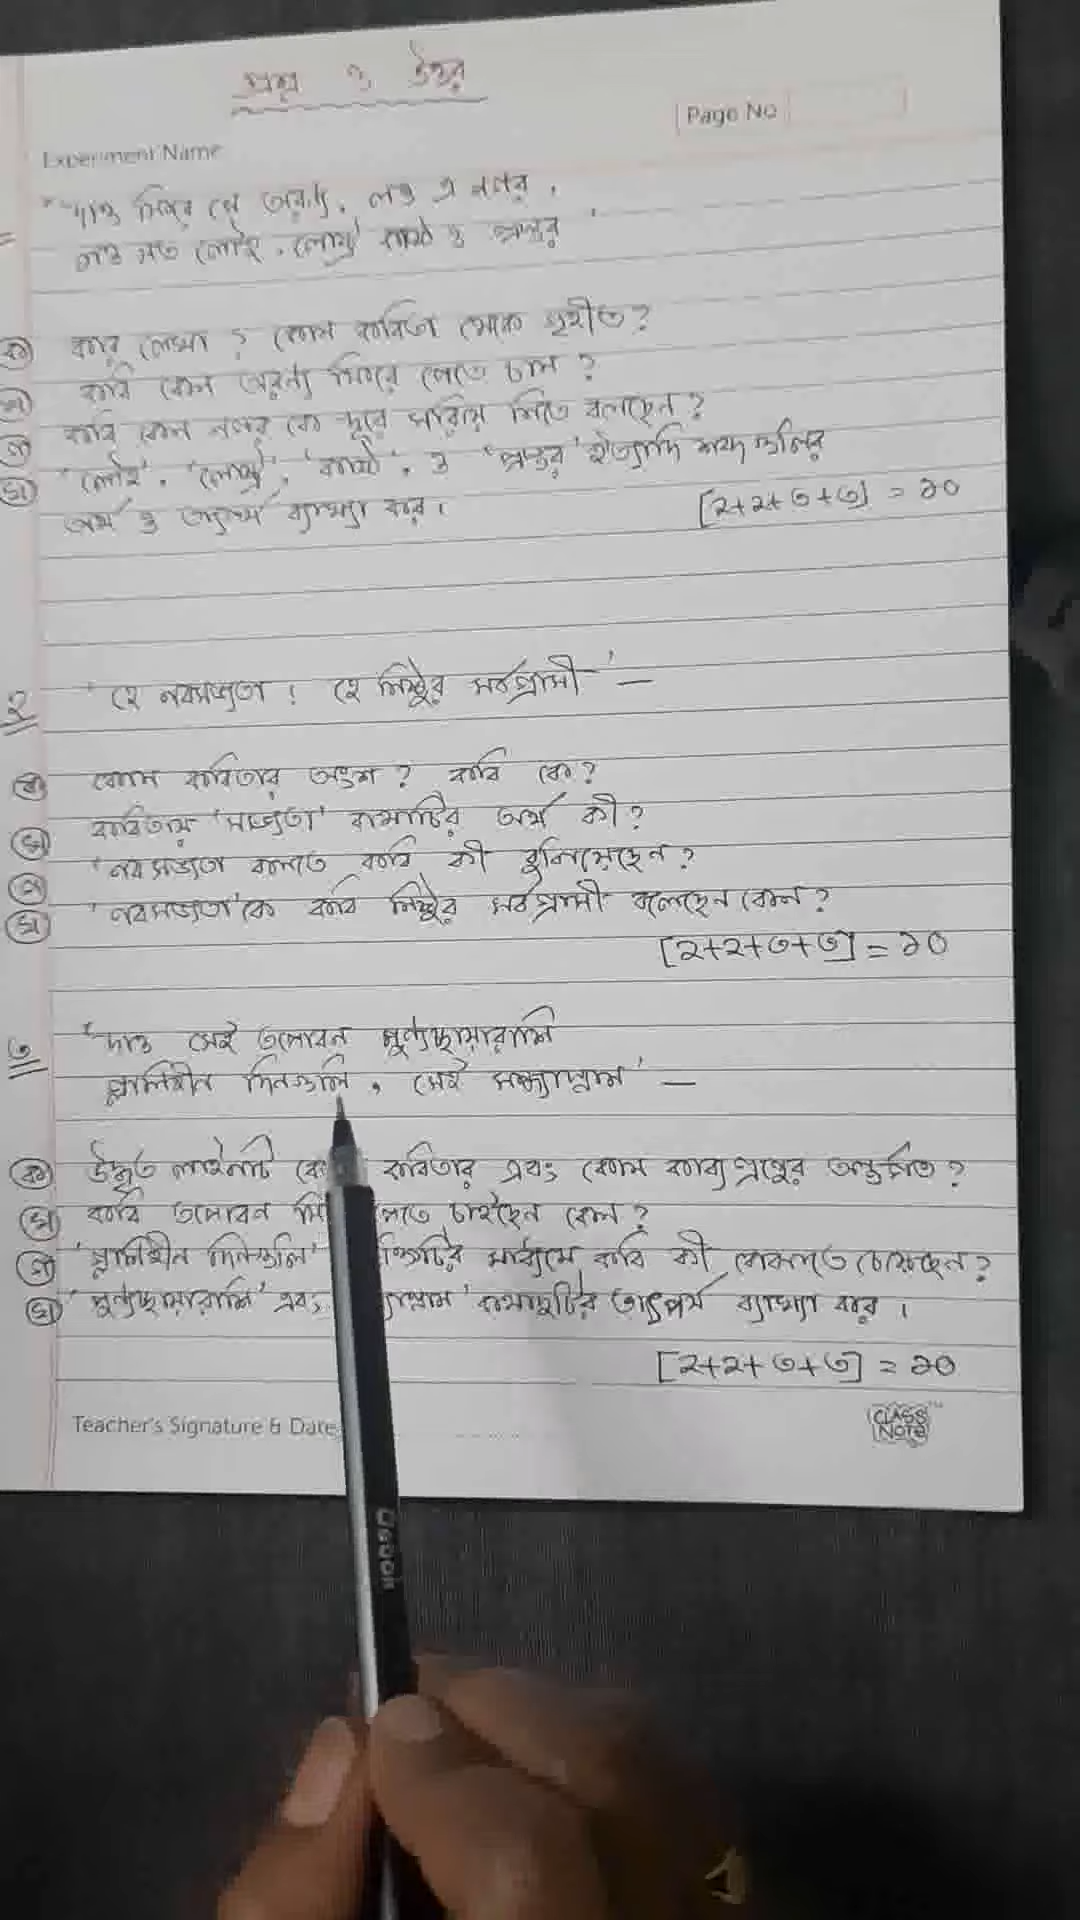 প্রশ্ন ও উত্তর
Page No
Experiment Name
"দাও ফিরে সে অরণ্য, লও এ নগর,
লও যত লৌহ, লোষ্ট্র কাষ্ঠ ও প্রস্তর'
ক কার লেখা ? কোন কবিতা থেকে গৃহীত?
খ কবি কেন অরণ্য ফিরে পেতে চান ?
গ কবি কেন নগর কে দূরে সরিয়ে নিতে বলেছেন ?
ঘ 'লৌহ', 'লোষ্ট্র', 'কাষ্ঠ', ও 'প্রস্তর' ইত্যাদি শব্দ গুলির
অর্থ ও তাৎপর্য ব্যাখ্যা কর।
[২+২+৩+৩] = ১০
২ 'হে নবসভ্যতা ! হে নিষ্ঠুর সর্বগ্রাসী' —
ক কোন কবিতার অংশ ? কবি কে ?
খ কবিতায় 'সভ্যতা' কথাটির অর্থ কী ?
গ 'নব সভ্যতা বলতে কবি কী বুঝিয়েছেন ?
ঘ 'নবসভ্যতা'কে কবি নিষ্ঠুর সর্বগ্রাসী বলেছেন কেন ?
[২+২+৩+৩] = ১০
৩ "দাও সেই তপোবন পুণ্যচ্ছায়ারাশি
গ্লানিহীন দিনগুলি , সেই সন্ধ্যাস্নান' —
ক উদ্ধৃত লাইনটি কবিতার এবং কোন কাব্য গ্রন্থের অন্তর্গত ?
খ কবি তপোবন পেতে চাইছেন কেন ?
গ 'গ্লানিহীন দিনগুলি' মাধ্যমে কবি কী বোঝাতে চেয়েছেন ?
ঘ 'পুণ্যচ্ছায়ারাশি' এবং কথাদুটির তাৎপর্য ব্যাখ্যা কর ।
[২+২+৩+৩] = ১০
Teacher's Signature & Date
CLASS
NOTE